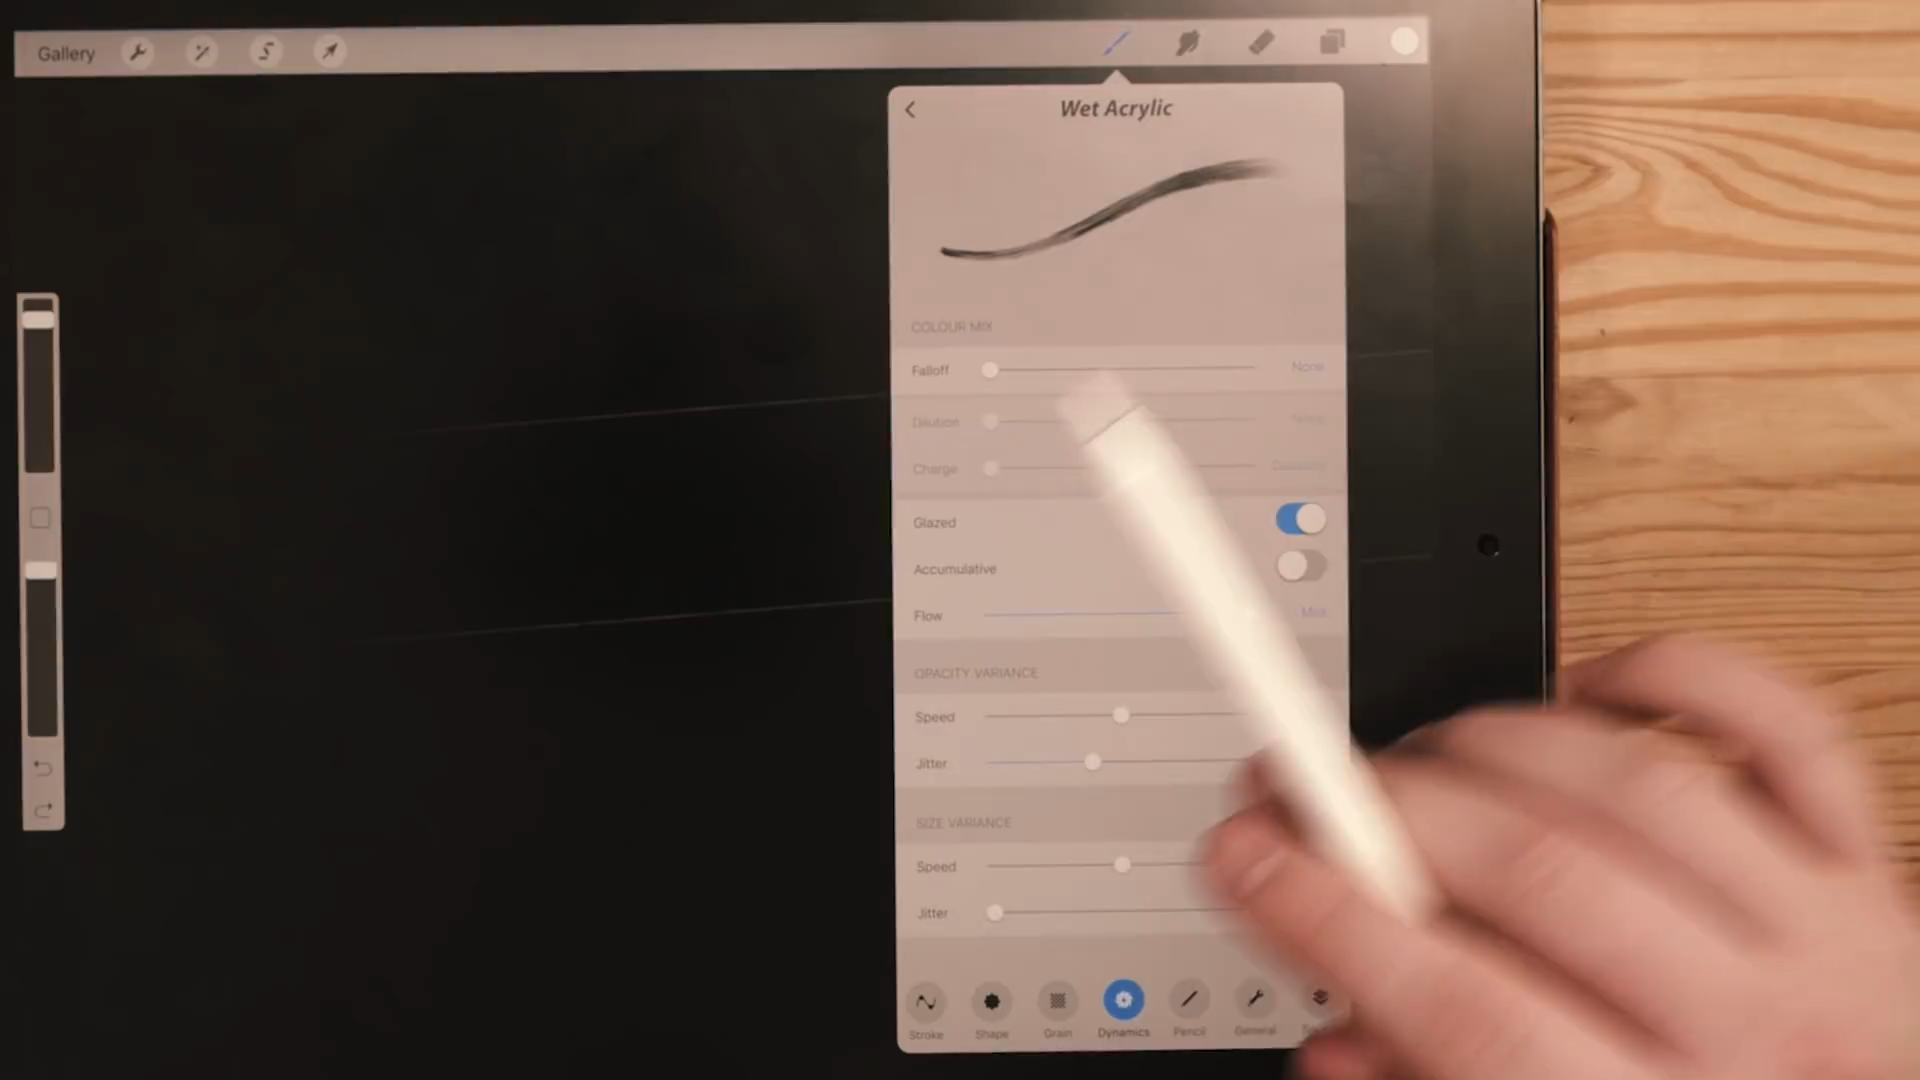 Gallery
Wet Acrylic
COLOUR MIX
Falloff None
Dilution None
Charge
Glazed
Accumulative
Flow Max
OPACITY VARIANCE
Speed
Jitter
SIZE VARIANCE
Speed
Jitter
Stroke Shape Grain Dynamics Pencil General